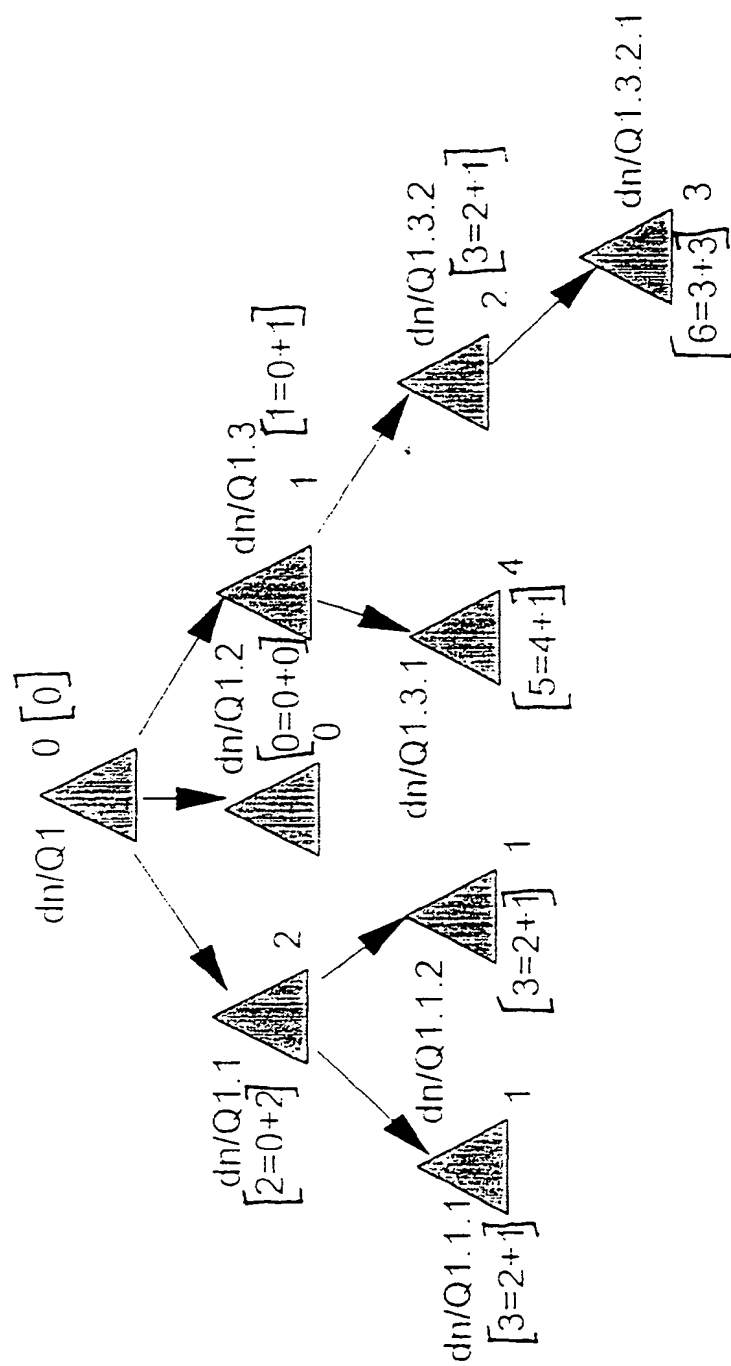 dn/Q1
0 [0]
dn/Q1.1
[2=0+2]
2
dn/Q1.2
[0=0+0]
0
dn/Q1.3
[1=0+1]
1
dn/Q1.1.1
[3=2+1]
1
dn/Q1.1.2
[3=2+1]
1
dn/Q1.3.1
[5=4+1]
4
dn/Q1.3.2
[3=2+1]
2
dn/Q1.3.2.1
[6=3+3]
3